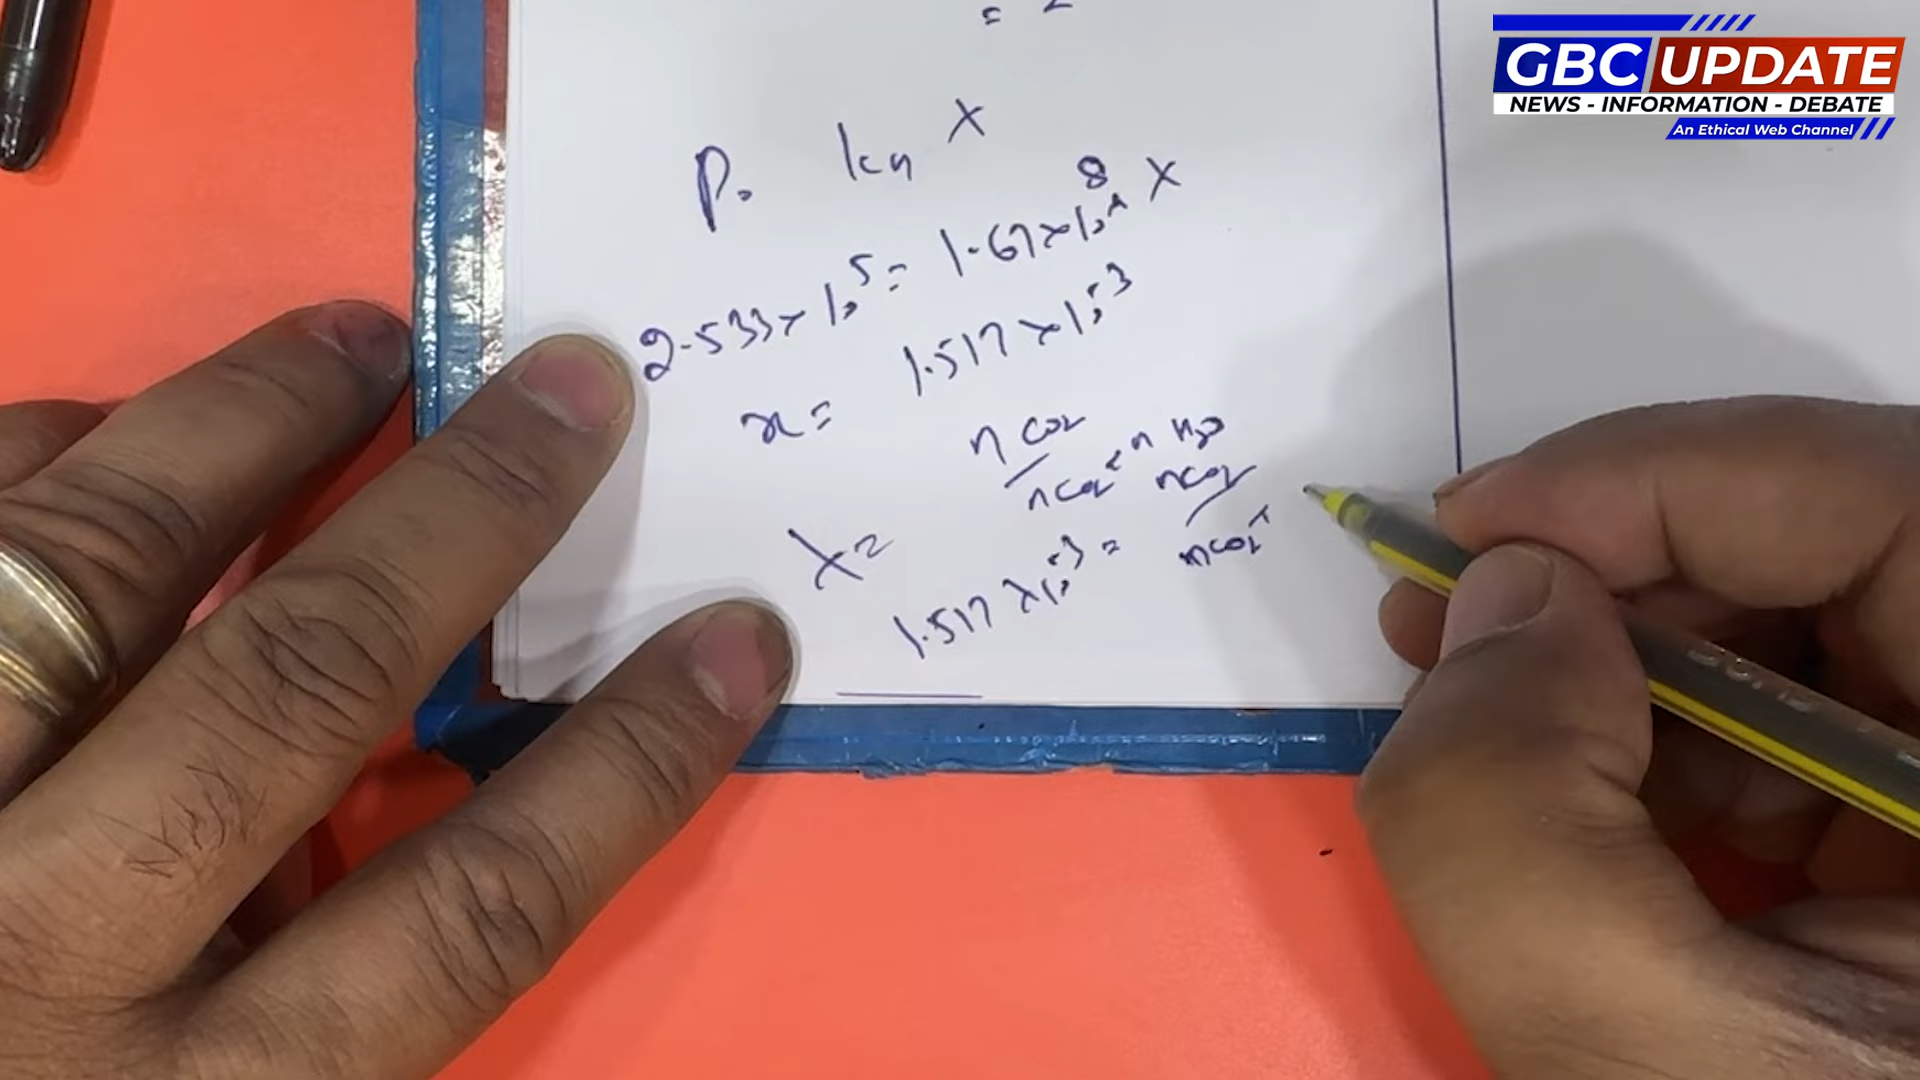 GBC UPDATE
NEWS - INFORMATION - DEBATE
An Ethical Web Channel
= 2
P = kH X
2.533 × 10^5 = 1.67 × 10^8 X
x = 1.517 × 10^-3
X = n CO2 / n CO2 + n H2O
1.517 × 10^-3 = n CO2 / n CO2 +